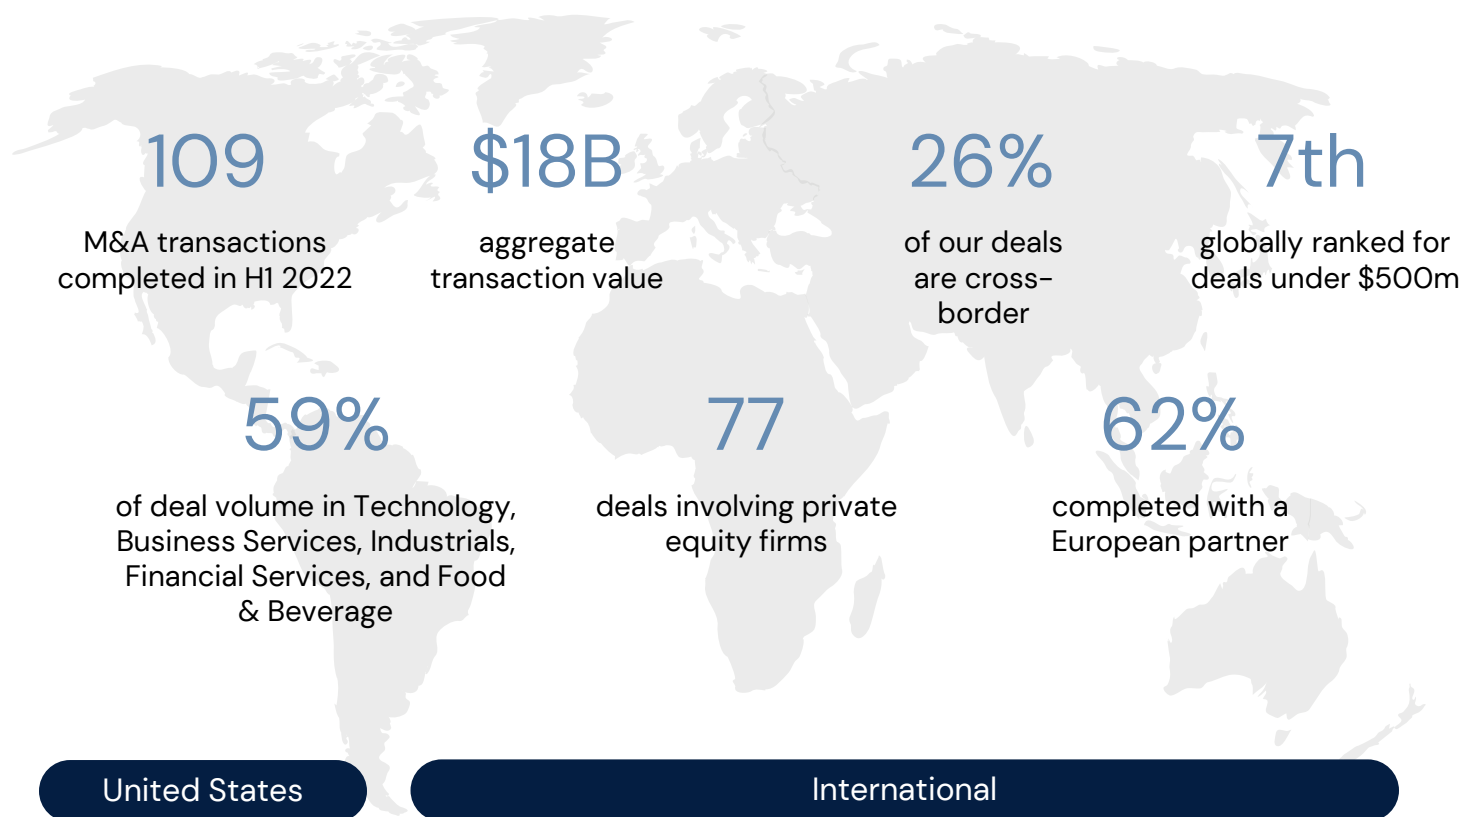 109
M&A transactions
completed in H1 2022
$18B
aggregate
transaction value
26%
of our deals
are cross-
border
7th
globally ranked for
deals under $500m
59%
of deal volume in Technology,
Business Services, Industrials,
Financial Services, and Food
& Beverage
77
deals involving private
equity firms
62%
completed with a
European partner
United States
International